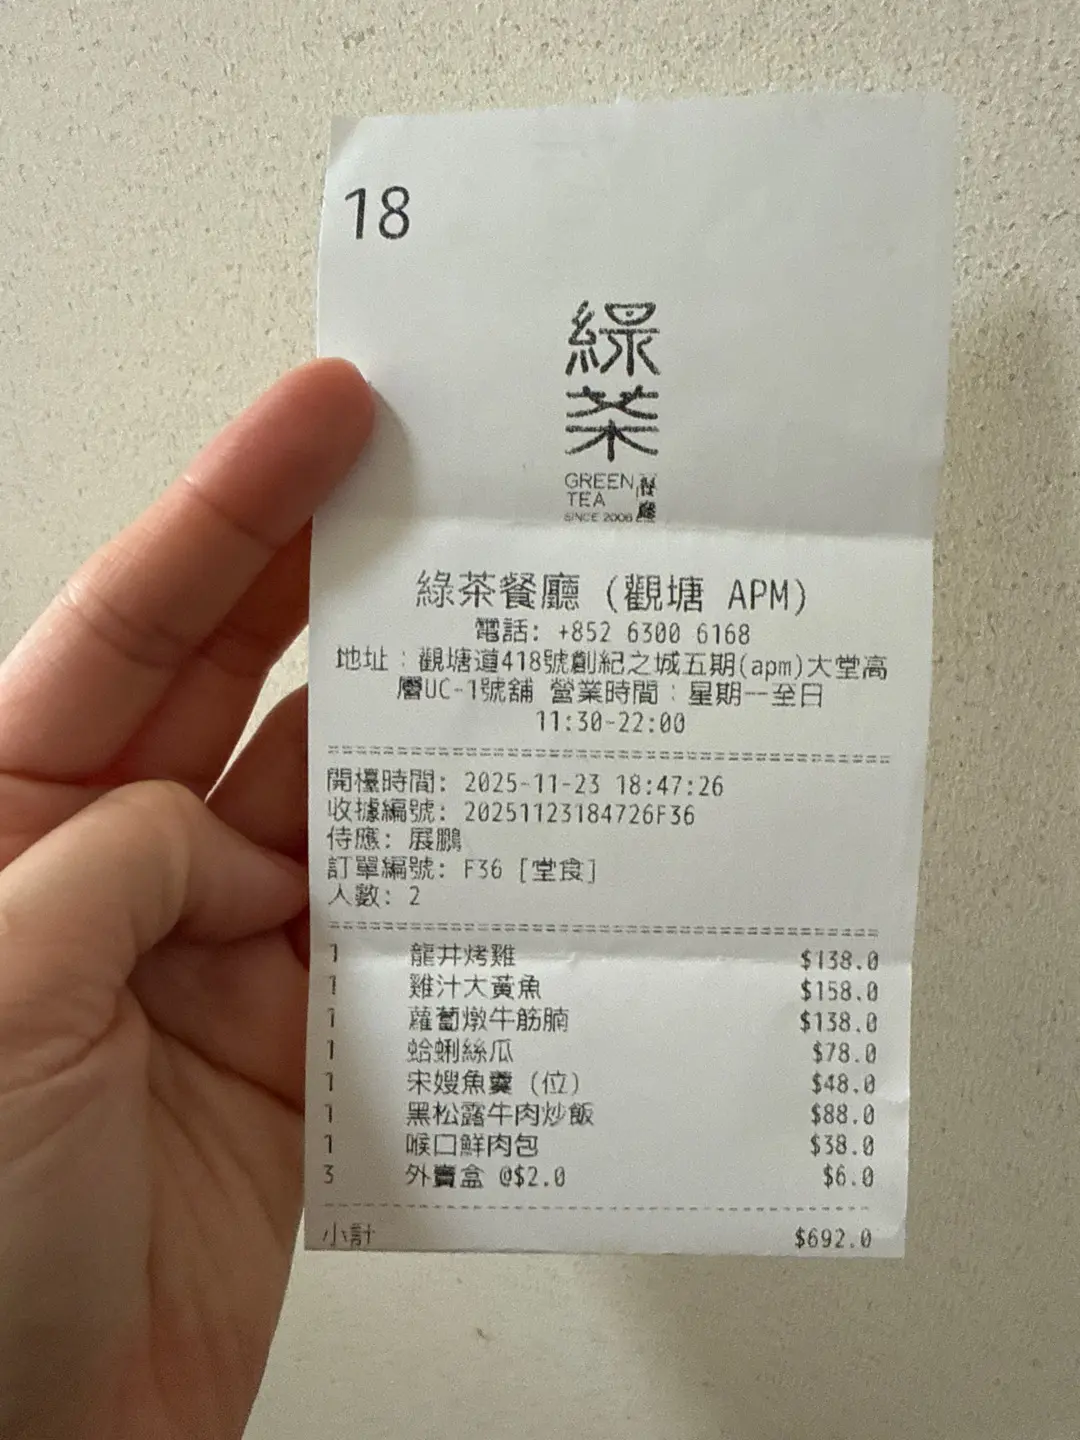 18
綠
茶
GREEN 餐
TEA 廳
SINCE 2008
綠茶餐廳 (觀塘 APM)
電話: +852 6300 6168
地址：觀塘道418號創紀之城五期(apm)大堂高
層UC-1號舖 營業時間：星期一至日
11:30-22:00
開檯時間: 2025-11-23 18:47:26
收據編號: 20251123184726F36
侍應: 展鵬
訂單編號: F36 [堂食]
人數: 2
1 龍井烤雞 $138.0
1 雞汁大黃魚 $158.0
1 蘿蔔燉牛筋腩 $138.0
1 蛤蜊絲瓜 $78.0
1 宋嫂魚羹 (位) $48.0
1 黑松露牛肉炒飯 $88.0
1 喉口鮮肉包 $38.0
3 外賣盒 @$2.0 $6.0
小計 $692.0